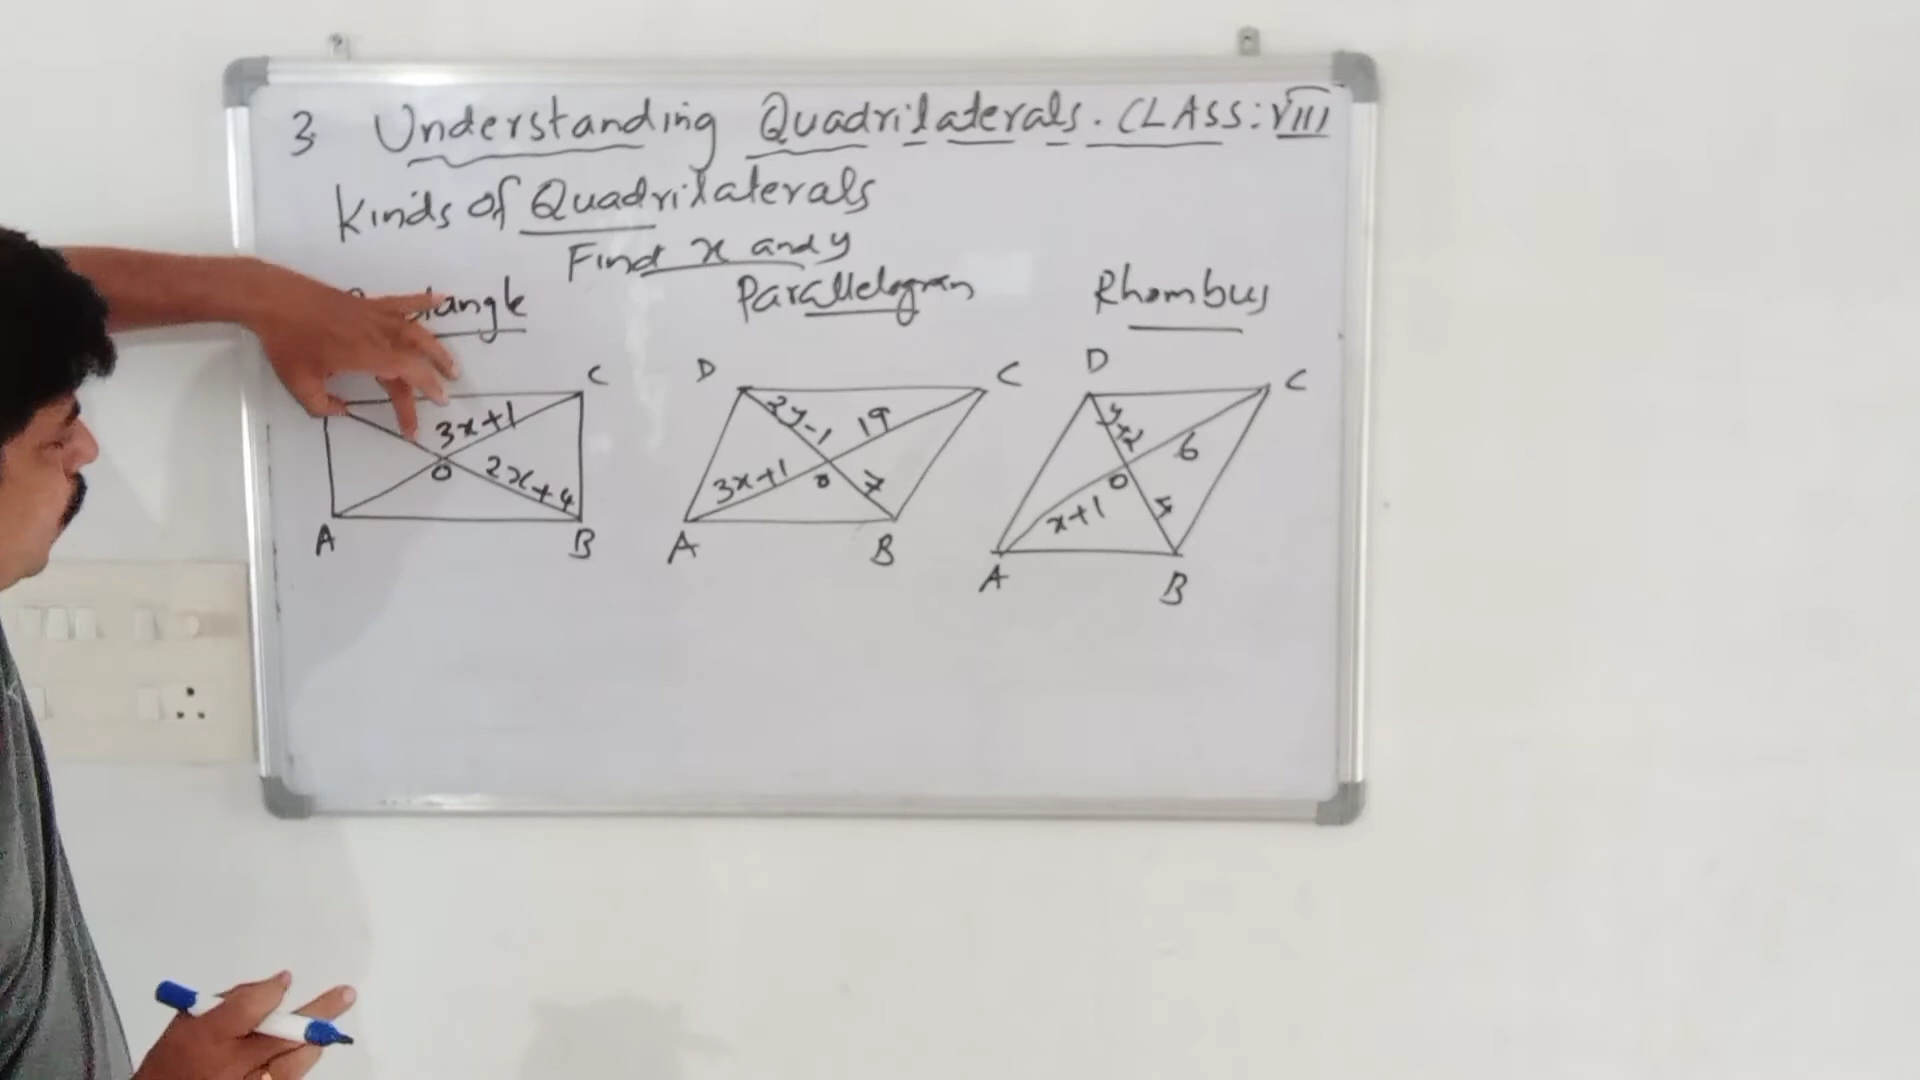 3 Understanding Quadrilaterals. CLASS: VIII
Kinds of Quadrilaterals
Find x and y
Parallelogram Rhombus
C D C D C
3x+1 2y-1 19 y+2 6
O 2x+4 3x+1 O 7 O x+1 5
A B A B A B